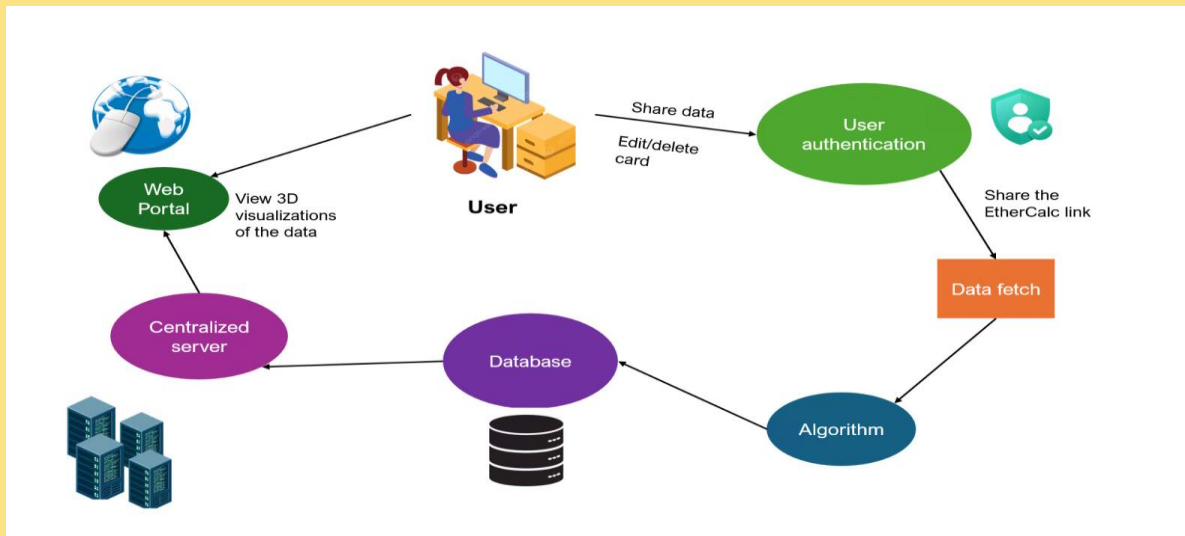 Share data
Edit/delete
card
User
authentication
User
Web
Portal
View 3D
visualizations
of the data
Share the
EtherCalc link
Data fetch
Centralized
server
Database
Algorithm